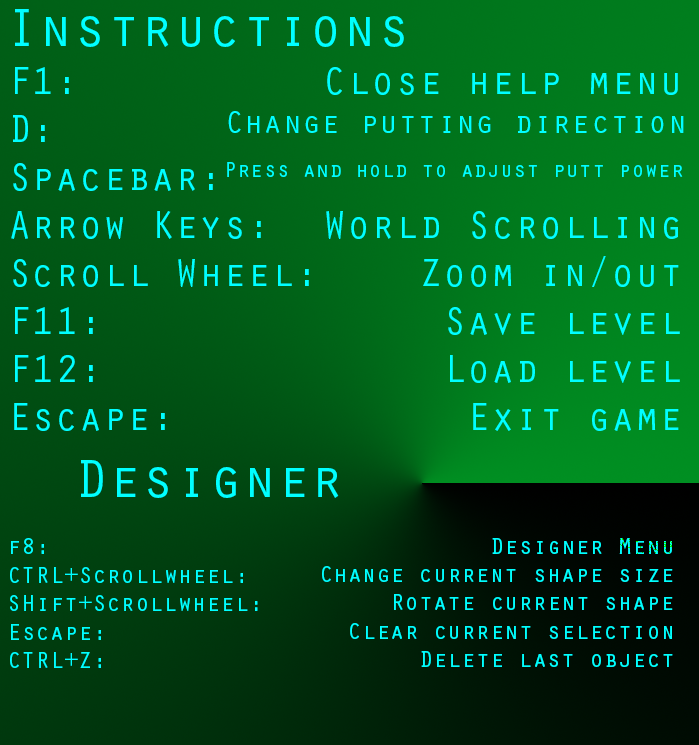 Instructions
F1: Close help menu
D: Change putting direction
Spacebar: Press and hold to adjust putt power
Arrow Keys: World Scrolling
Scroll Wheel: Zoom in/out
F11: Save level
F12: Load level
Escape: Exit game
Designer
F8: Designer Menu
CTRL+Scrollwheel: Change current shape size
SHift+Scrollwheel: Rotate current shape
Escape: Clear current selection
CTRL+Z: Delete last object